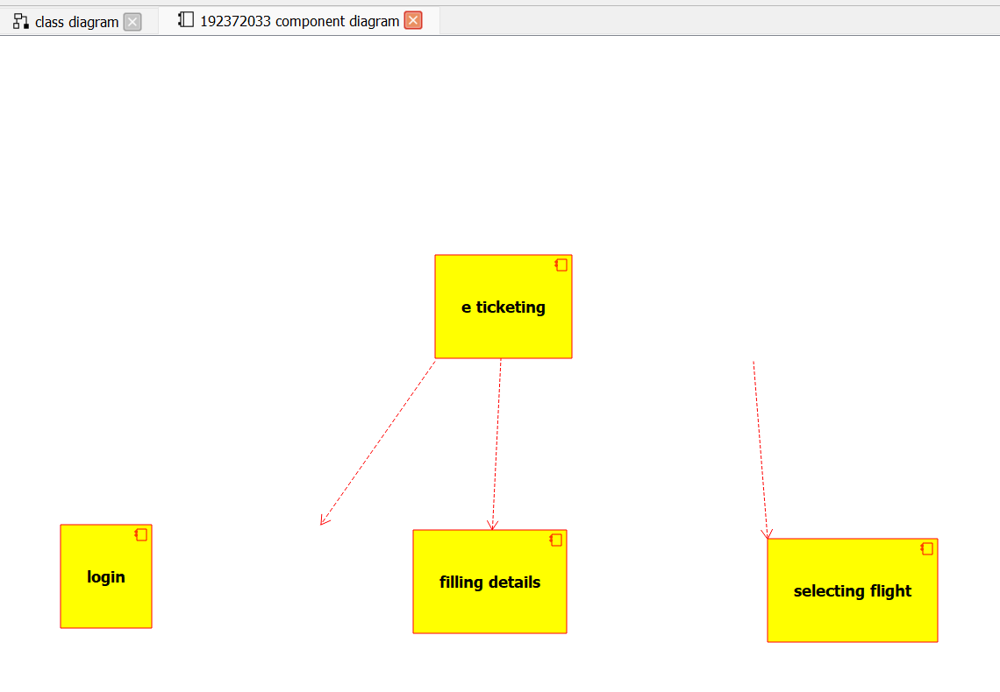 class diagram
192372033 component diagram
e ticketing
login
filling details
selecting flight